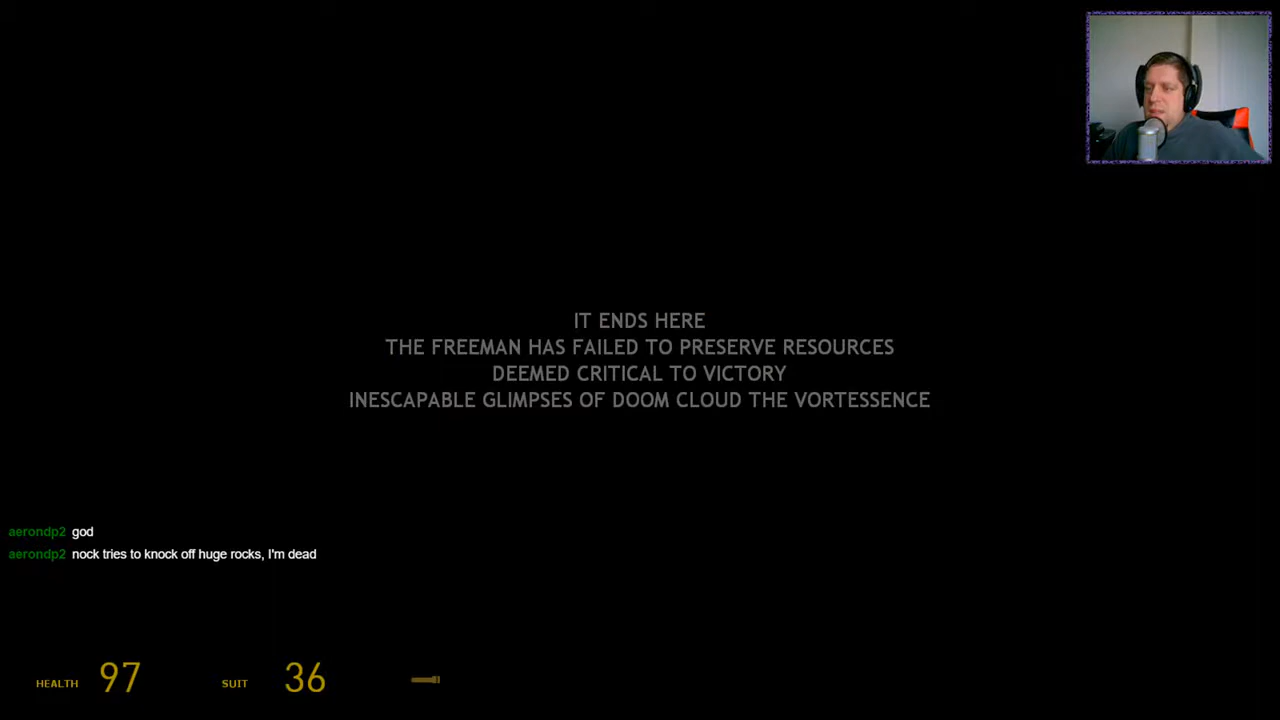 IT ENDS HERE
THE FREEMAN HAS FAILED TO PRESERVE RESOURCES
DEEMED CRITICAL TO VICTORY
INESCAPABLE GLIMPSES OF DOOM CLOUD THE VORTESSENCE
aerondp2 god
aerondp2 nock tries to knock off huge rocks, I'm dead
HEALTH 97 SUIT 36